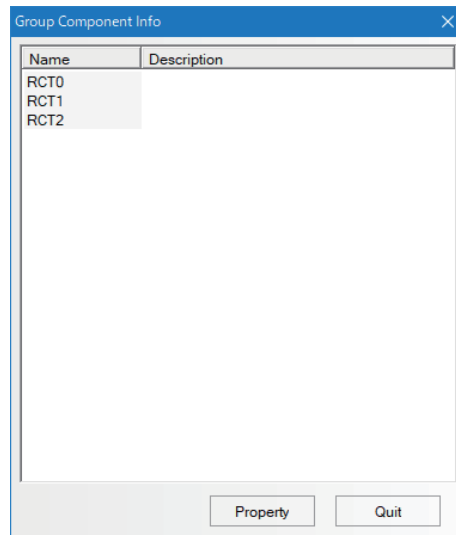 Group Component Info
Name Description
RCT0
RCT1
RCT2
Property Quit